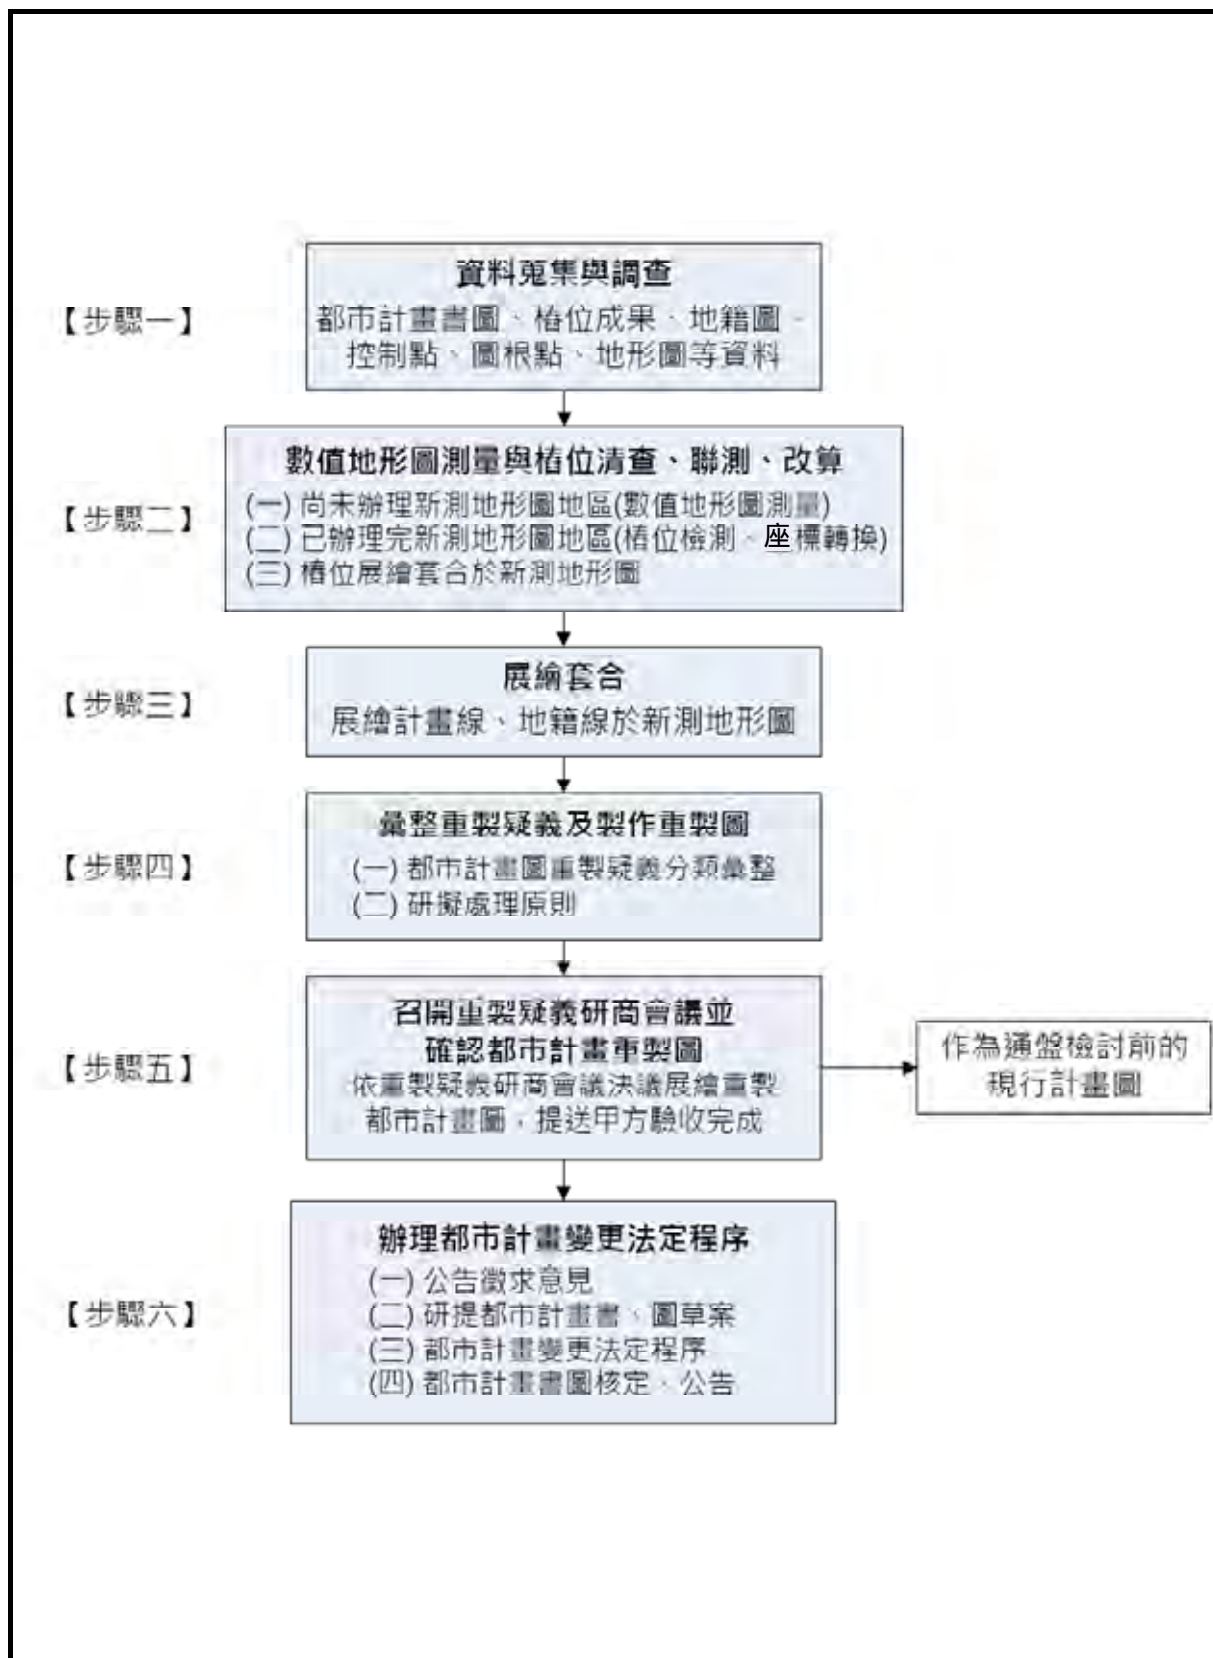 【步驟一】
資料蒐集與調查
都市計畫書圖、樁位成果、地籍圖、
控制點、圖根點、地形圖等資料
【步驟二】
數值地形圖測量與樁位清查、聯測、改算
(一) 尚未辦理新測地形圖地區(數值地形圖測量)
(二) 已辦理完新測地形圖地區(樁位檢測、座標轉換)
(三) 樁位展繪套合於新測地形圖
【步驟三】
展繪套合
展繪計畫線、地籍線於新測地形圖
【步驟四】
彙整重製疑義及製作重製圖
(一) 都市計畫圖重製疑義分類彙整
(二) 研擬處理原則
【步驟五】
召開重製疑義研商會議並
確認都市計畫重製圖
依重製疑義研商會議決議展繪重製
都市計畫圖，提送甲方驗收完成
作為通盤檢討前的
現行計畫圖
【步驟六】
辦理都市計畫變更法定程序
(一) 公告徵求意見
(二) 研提都市計畫書、圖草案
(三) 都市計畫變更法定程序
(四) 都市計畫書圖核定、公告